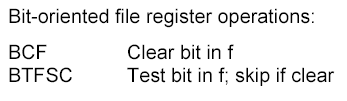 Bit-oriented file register operations:
BCF Clear bit in f
BTFSC Test bit in f; skip if clear